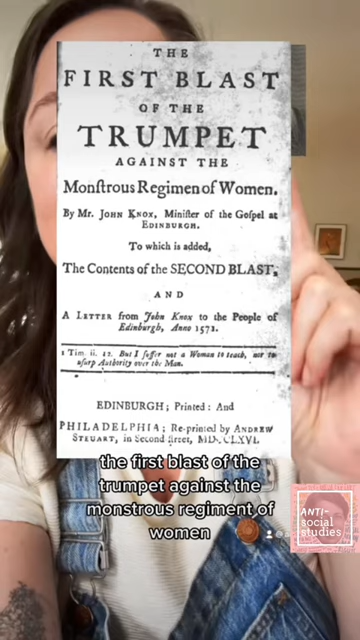 THE
FIRST BLAST
OF THE
TRUMPET
AGAINST THE
Monſtrous Regimen of Women.
By Mr. JOHN KNOX, Miniſter of the Goſpel at
EDINBURGH.
To which is added,
The Contents of the SECOND BLAST,
AND
A LETTER from John Knox to the People of
Edinburgh, Anno 1571.
1 Tim. ii. 12. But I ſuffer not a Woman to teach, nor to
uſurp Authority over the Man.
EDINBURGH; Printed: And
PHILADELPHIA; Re-printed by ANDREW
STEUART, in Second ſtreet, MDCCLXVI.
the first blast of the
trumpet against the
monstrous regiment of
women
ANTI-
social
studies